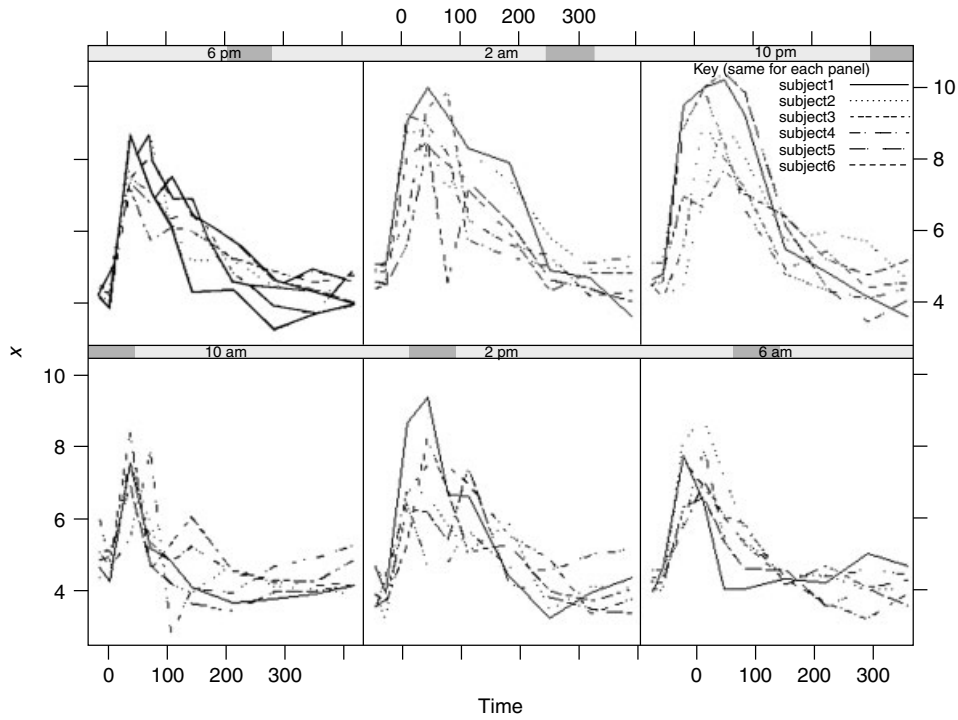 0 100 200 300
6 pm 2 am 10 pm
Key (same for each panel)
subject1
subject2
subject3
subject4
subject5
subject6
10
8
6
4
x
10 am 2 pm 6 am
10
8
6
4
0 100 200 300 0 100 200 300
Time